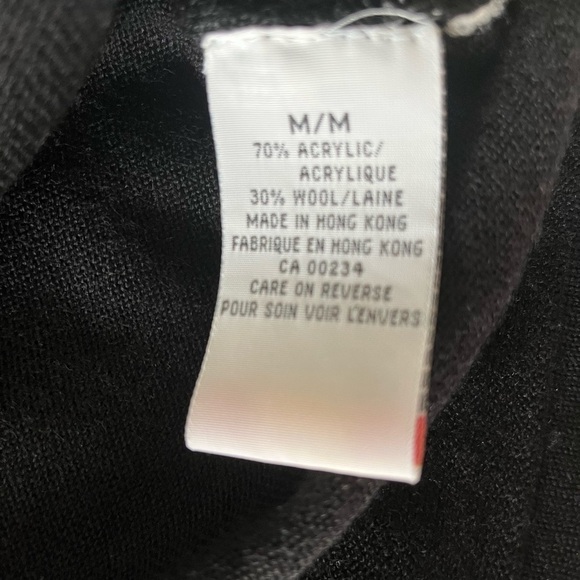 M/M
70% ACRYLIC/
ACRYLIQUE
30% WOOL/LAINE
MADE IN HONG KONG
FABRIQUE EN HONG KONG
CA 00234
CARE ON REVERSE
POUR SOIN VOIR L'ENVERS